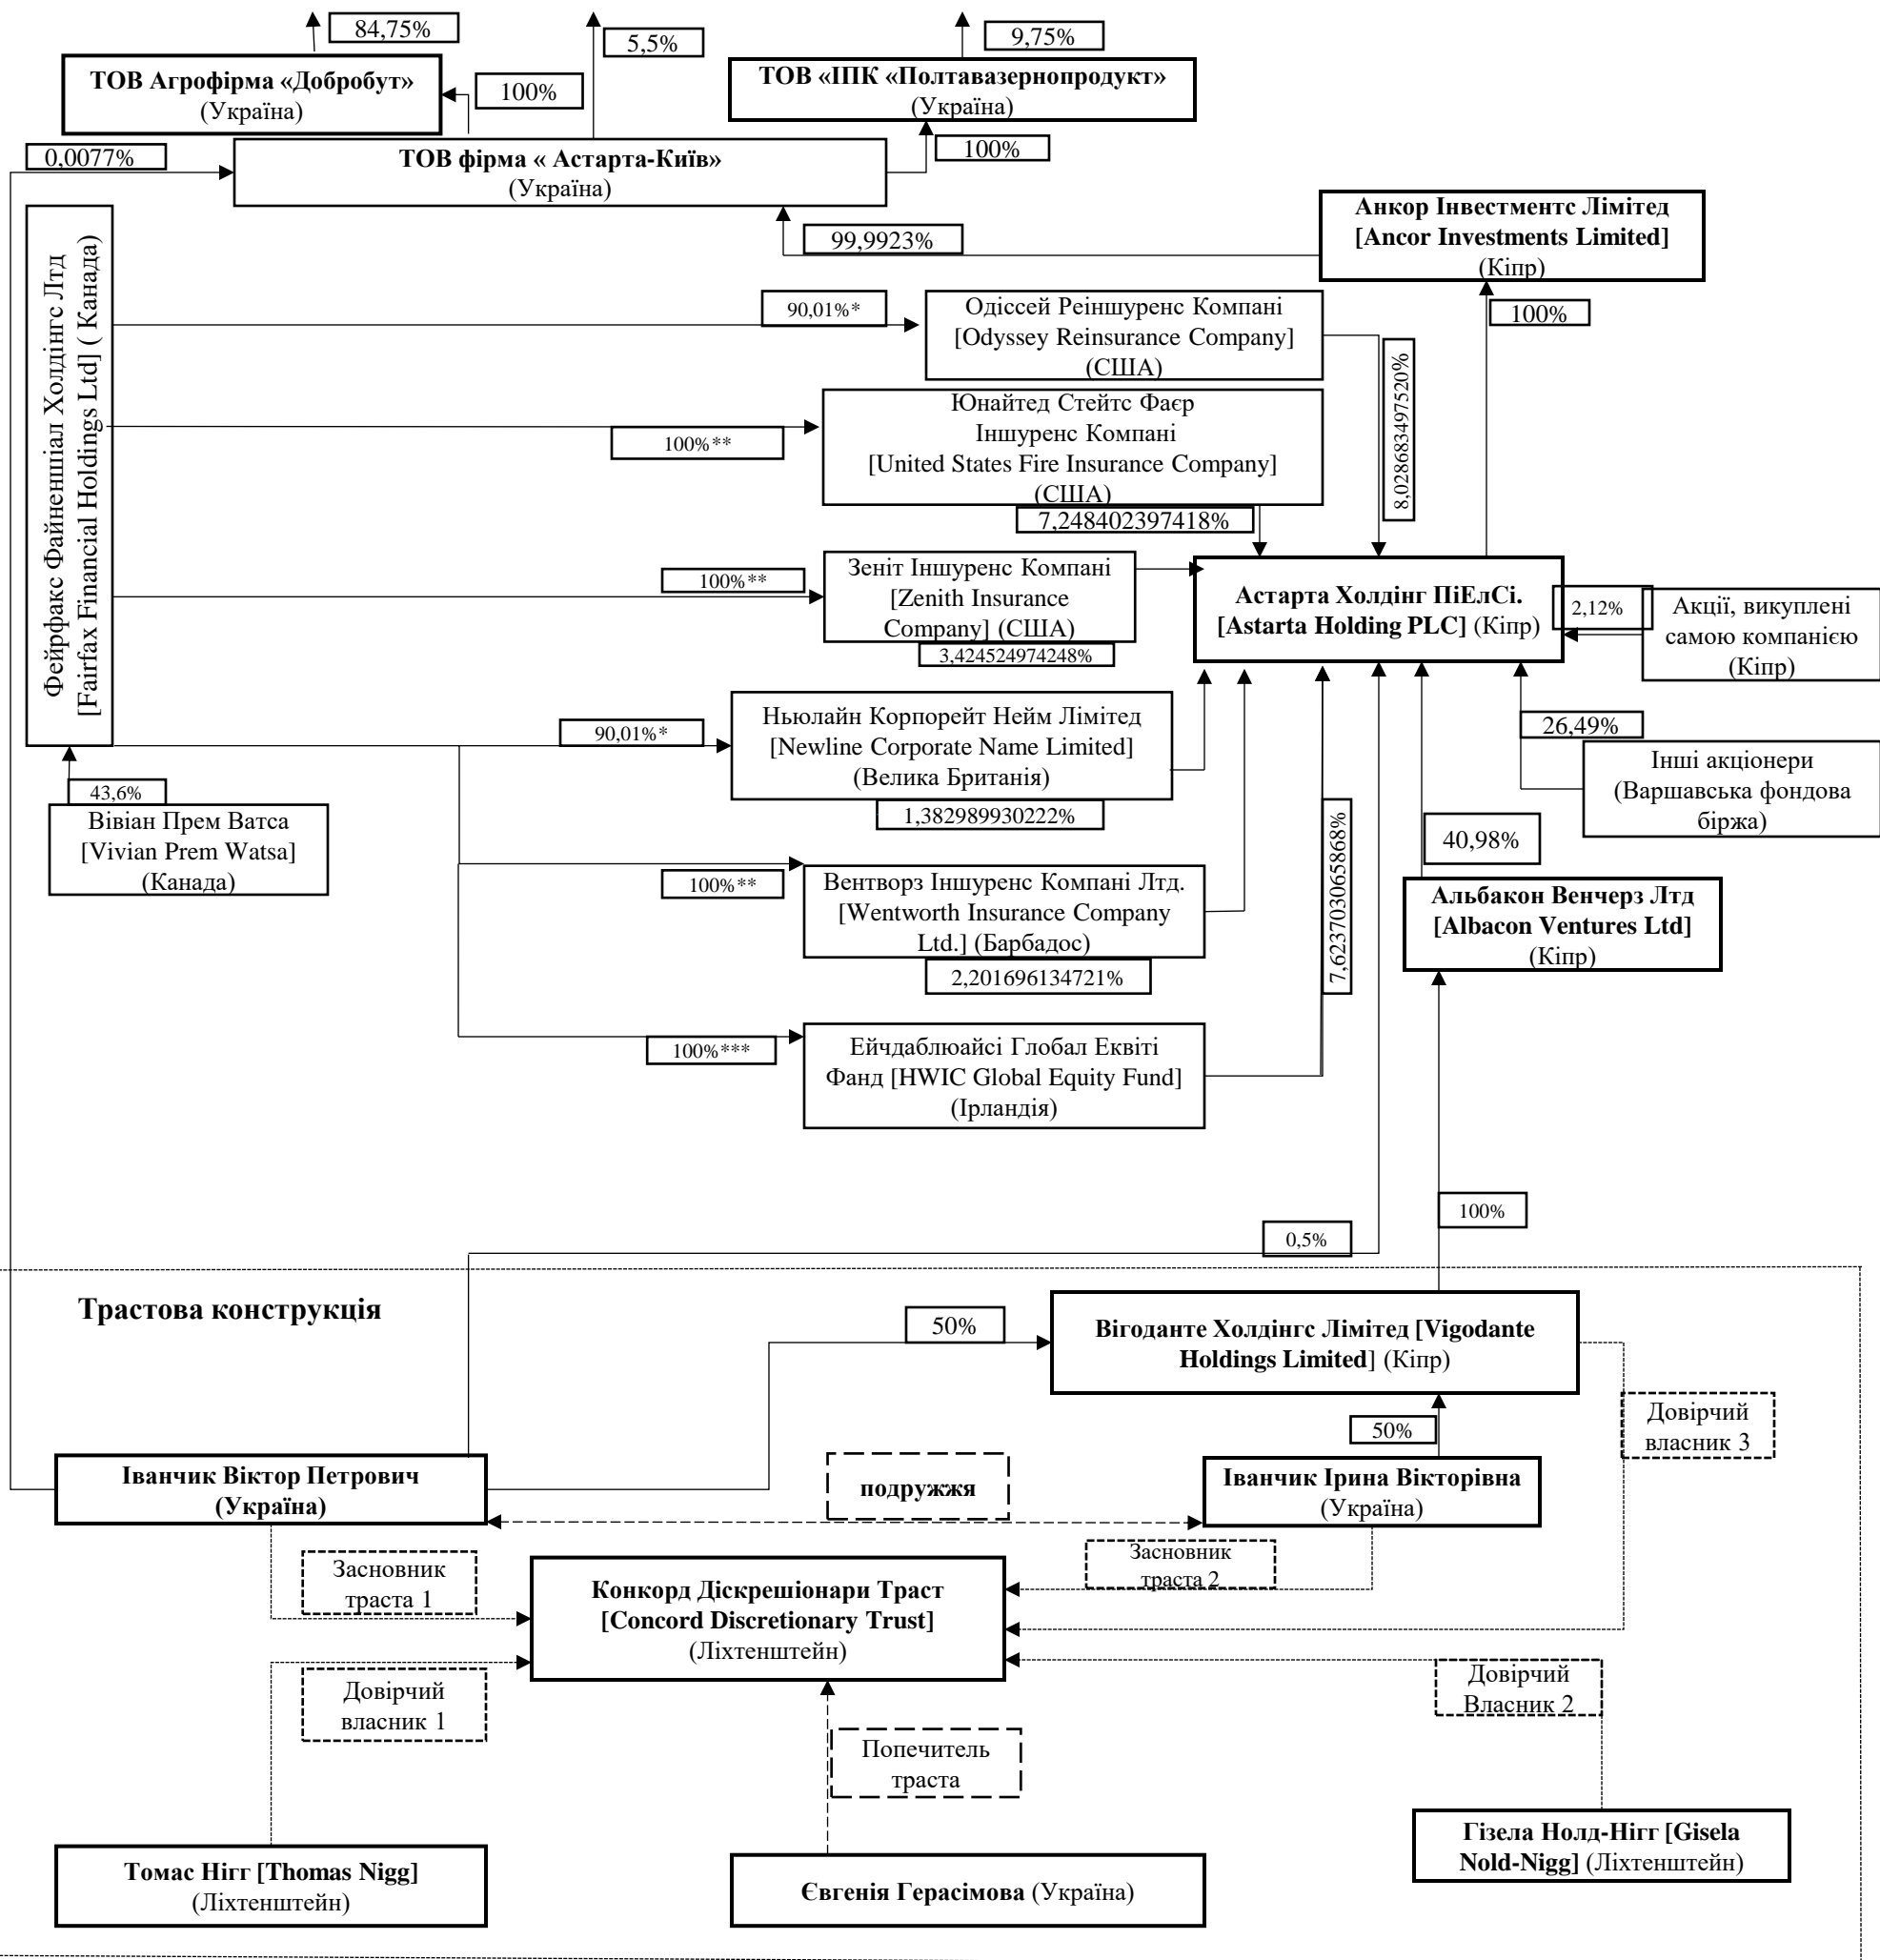 84,75%
5,5%
9,75%
ТОВ Агрофірма «Добробут»
(Україна)
100%
ТОВ «ІПК «Полтавазернопродукт»
(Україна)
0,0077%
ТОВ фірма « Астарта-Київ»
(Україна)
100%
99,9923%
Анкор Інвестментс Лімітед
[Ancor Investments Limited]
(Кіпр)
100%
Фейрфакс Файненшіал Холдінгс Лтд
[Fairfax Financial Holdings Ltd] ( Канада)
90,01%*
Одіссей Реіншуренс Компані
[Odyssey Reinsurance Company]
(США)
8,028683497520%
100%**
Юнайтед Стейтс Фаєр
Іншуренс Компані
[United States Fire Insurance Company]
(США)
7,248402397418%
100%**
Зеніт Іншуренс Компані
[Zenith Insurance
Company] (США)
3,424524974248%
Астарта Холдінг ПіЕлСі.
[Astarta Holding PLC] (Кіпр)
2,12%
Акції, викуплені
самою компанією
(Кіпр)
90,01%*
Ньюлайн Корпорейт Нейм Лімітед
[Newline Corporate Name Limited]
(Велика Британія)
1,382989930222%
26,49%
Інші акціонери
(Варшавська фондова
біржа)
43,6%
Вівіан Прем Ватса
[Vivian Prem Watsa]
(Канада)
40,98%
7,623703065868%
100%**
Вентворз Іншуренс Компані Лтд.
[Wentworth Insurance Company
Ltd.] (Барбадос)
2,201696134721%
Альбакон Венчерз Лтд
[Albacon Ventures Ltd]
(Кіпр)
100%***
Ейчдаблюайсі Глобал Еквіті
Фанд [HWIC Global Equity Fund]
(Ірландія)
100%
0,5%
Трастова конструкція
50%
Вігоданте Холдінгс Лімітед [Vigodante
Holdings Limited] (Кіпр)
50%
Довірчий
власник 3
Іванчик Віктор Петрович
(Україна)
подружжя
Іванчик Ірина Вікторівна
(Україна)
Засновник
траста 1
Засновник
траста 2
Конкорд Діскрешіонари Траст
[Concord Discretionary Trust]
(Ліхтенштейн)
Довірчий
власник 1
Довірчий
Власник 2
Попечитель
траста
Томас Нігг [Thomas Nigg]
(Ліхтенштейн)
Євгенія Герасімова (Україна)
Гізела Нолд-Нігг [Gisela
Nold-Nigg] (Ліхтенштейн)